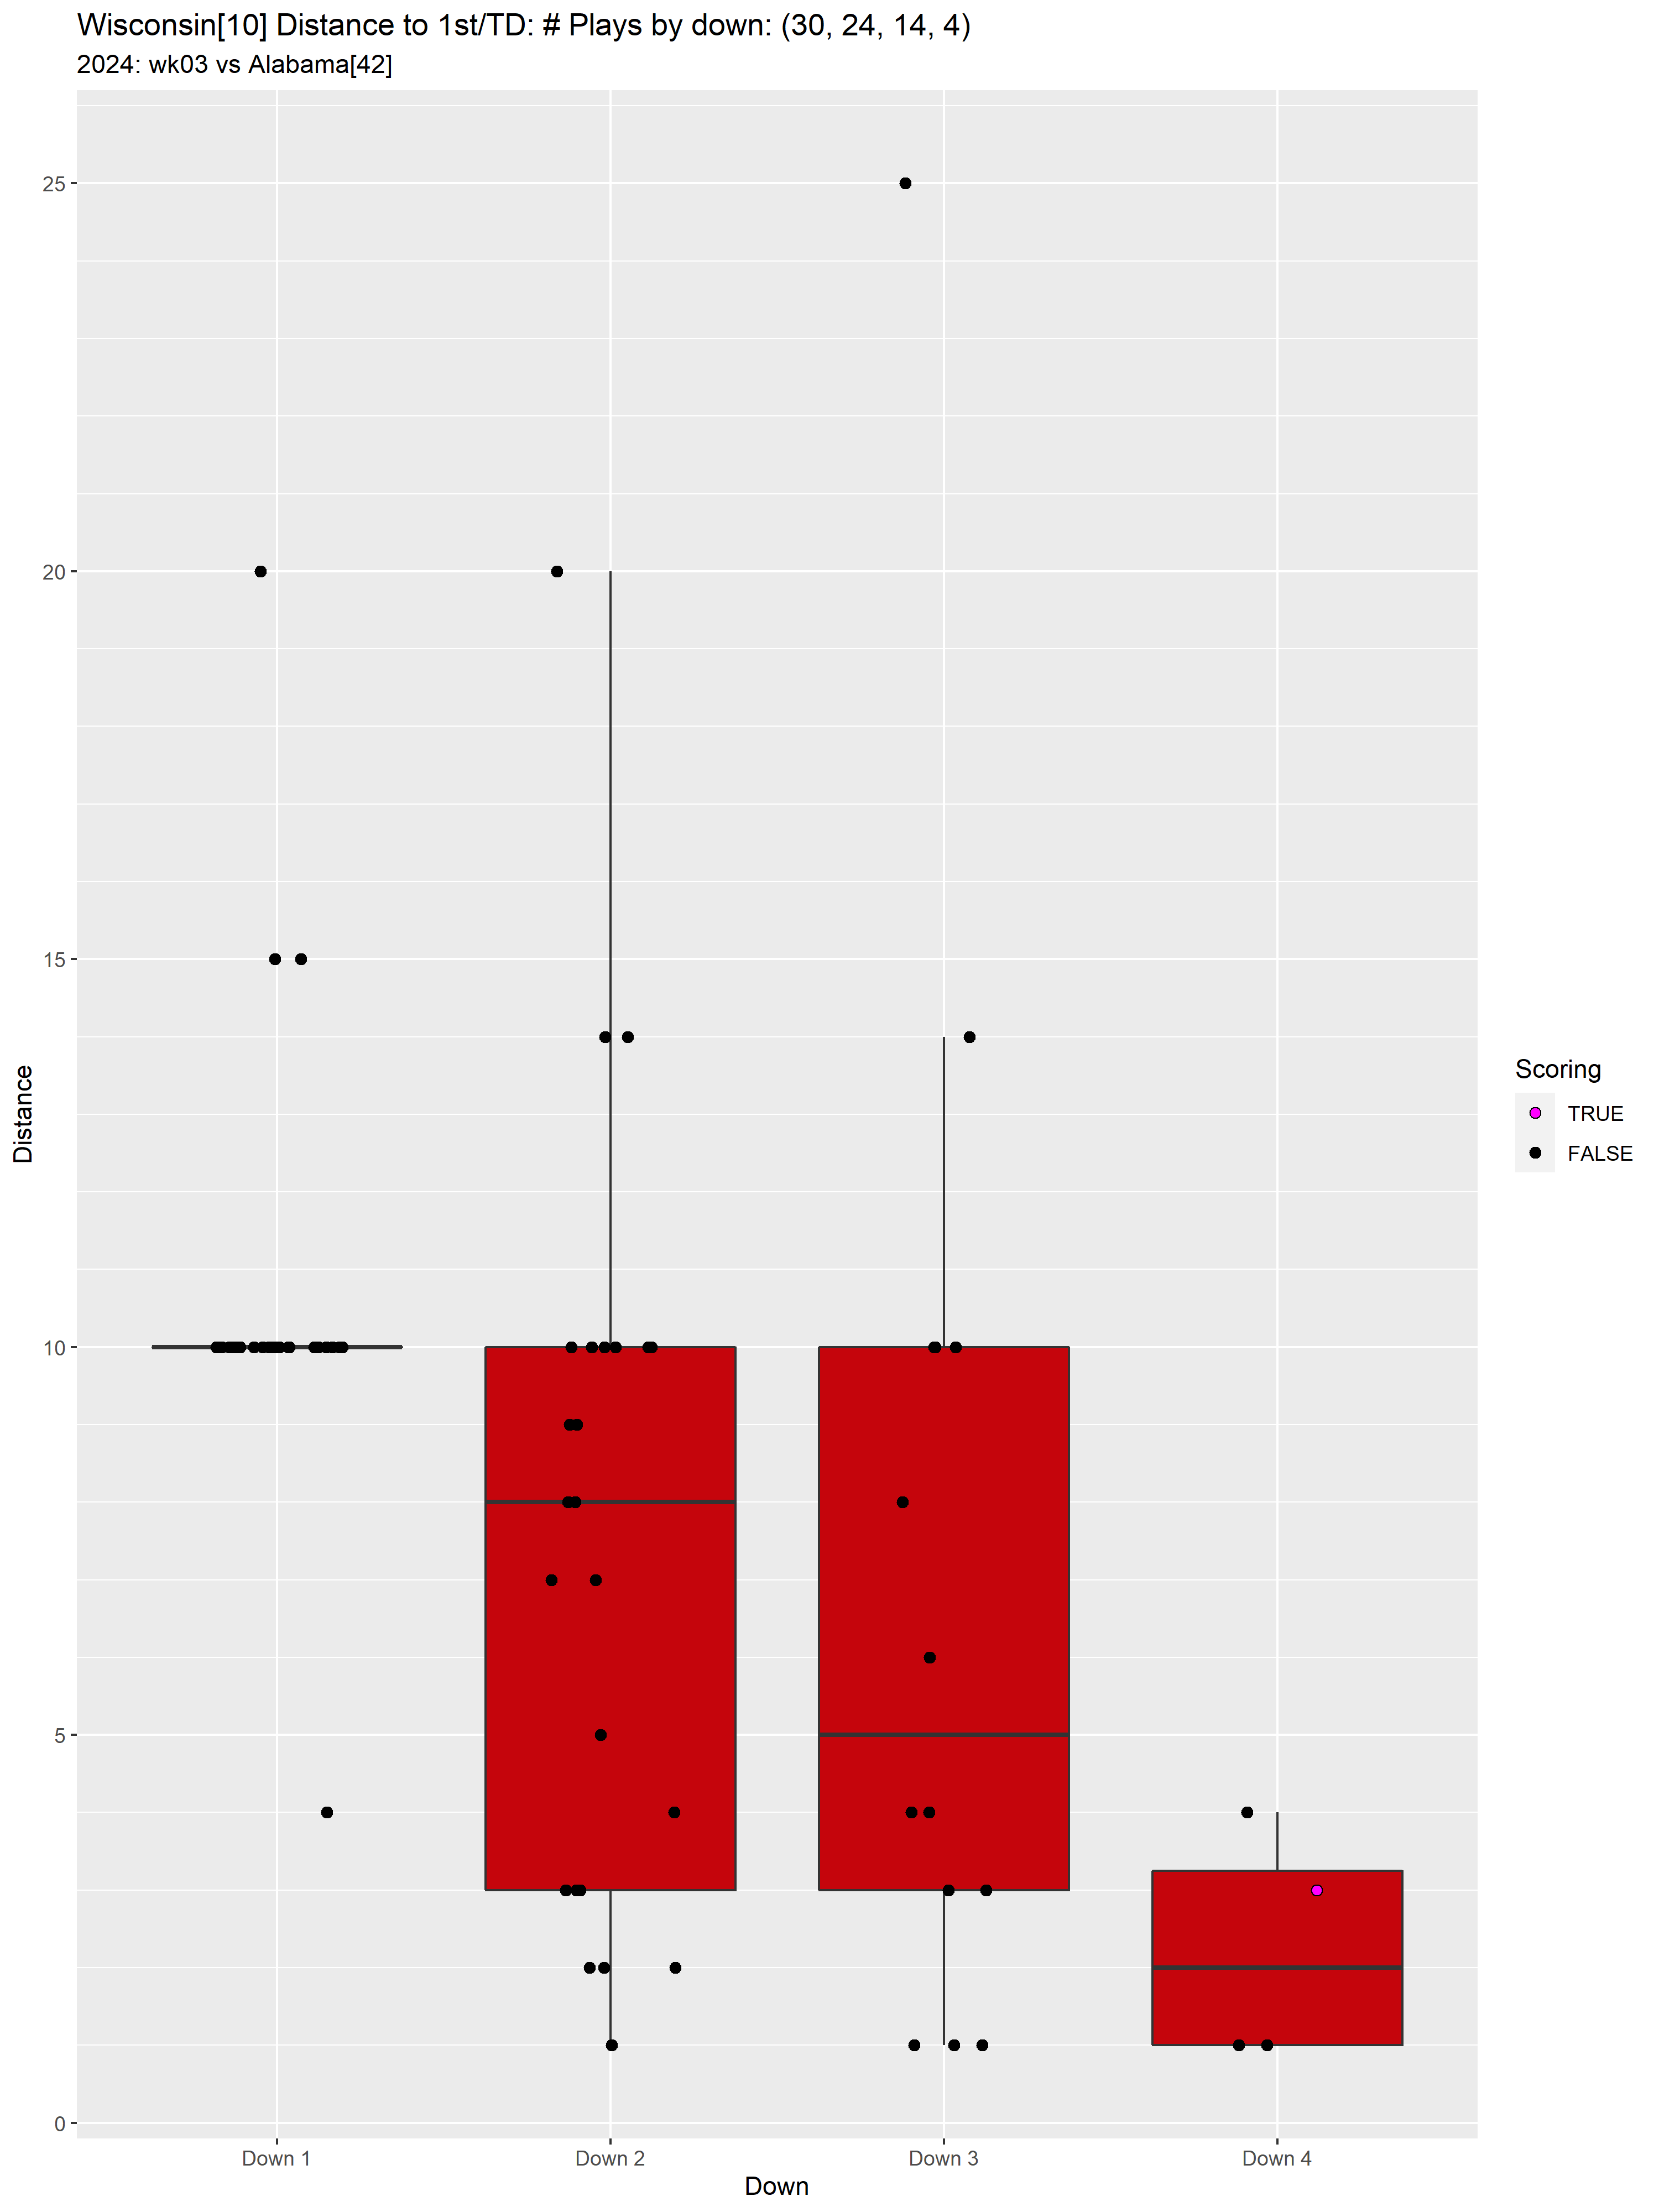 Wisconsin[10] Distance to 1st/TD: # Plays by down: (30, 24, 14, 4)
2024: wk03 vs Alabama[42]
25
20
15
10
5
0
Distance
Down 1
Down 2
Down 3
Down 4
Down
Scoring
TRUE
FALSE